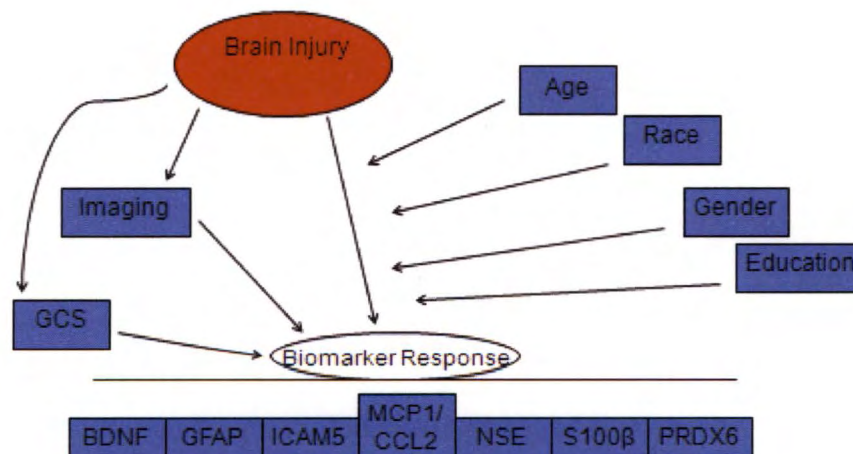 Brain Injury
Age
Race
Imaging
Gender
Education
GCS
Biomarker Response
MCP1/
CCL2
BDNF GFAP ICAM5 NSE S100β PRDX6